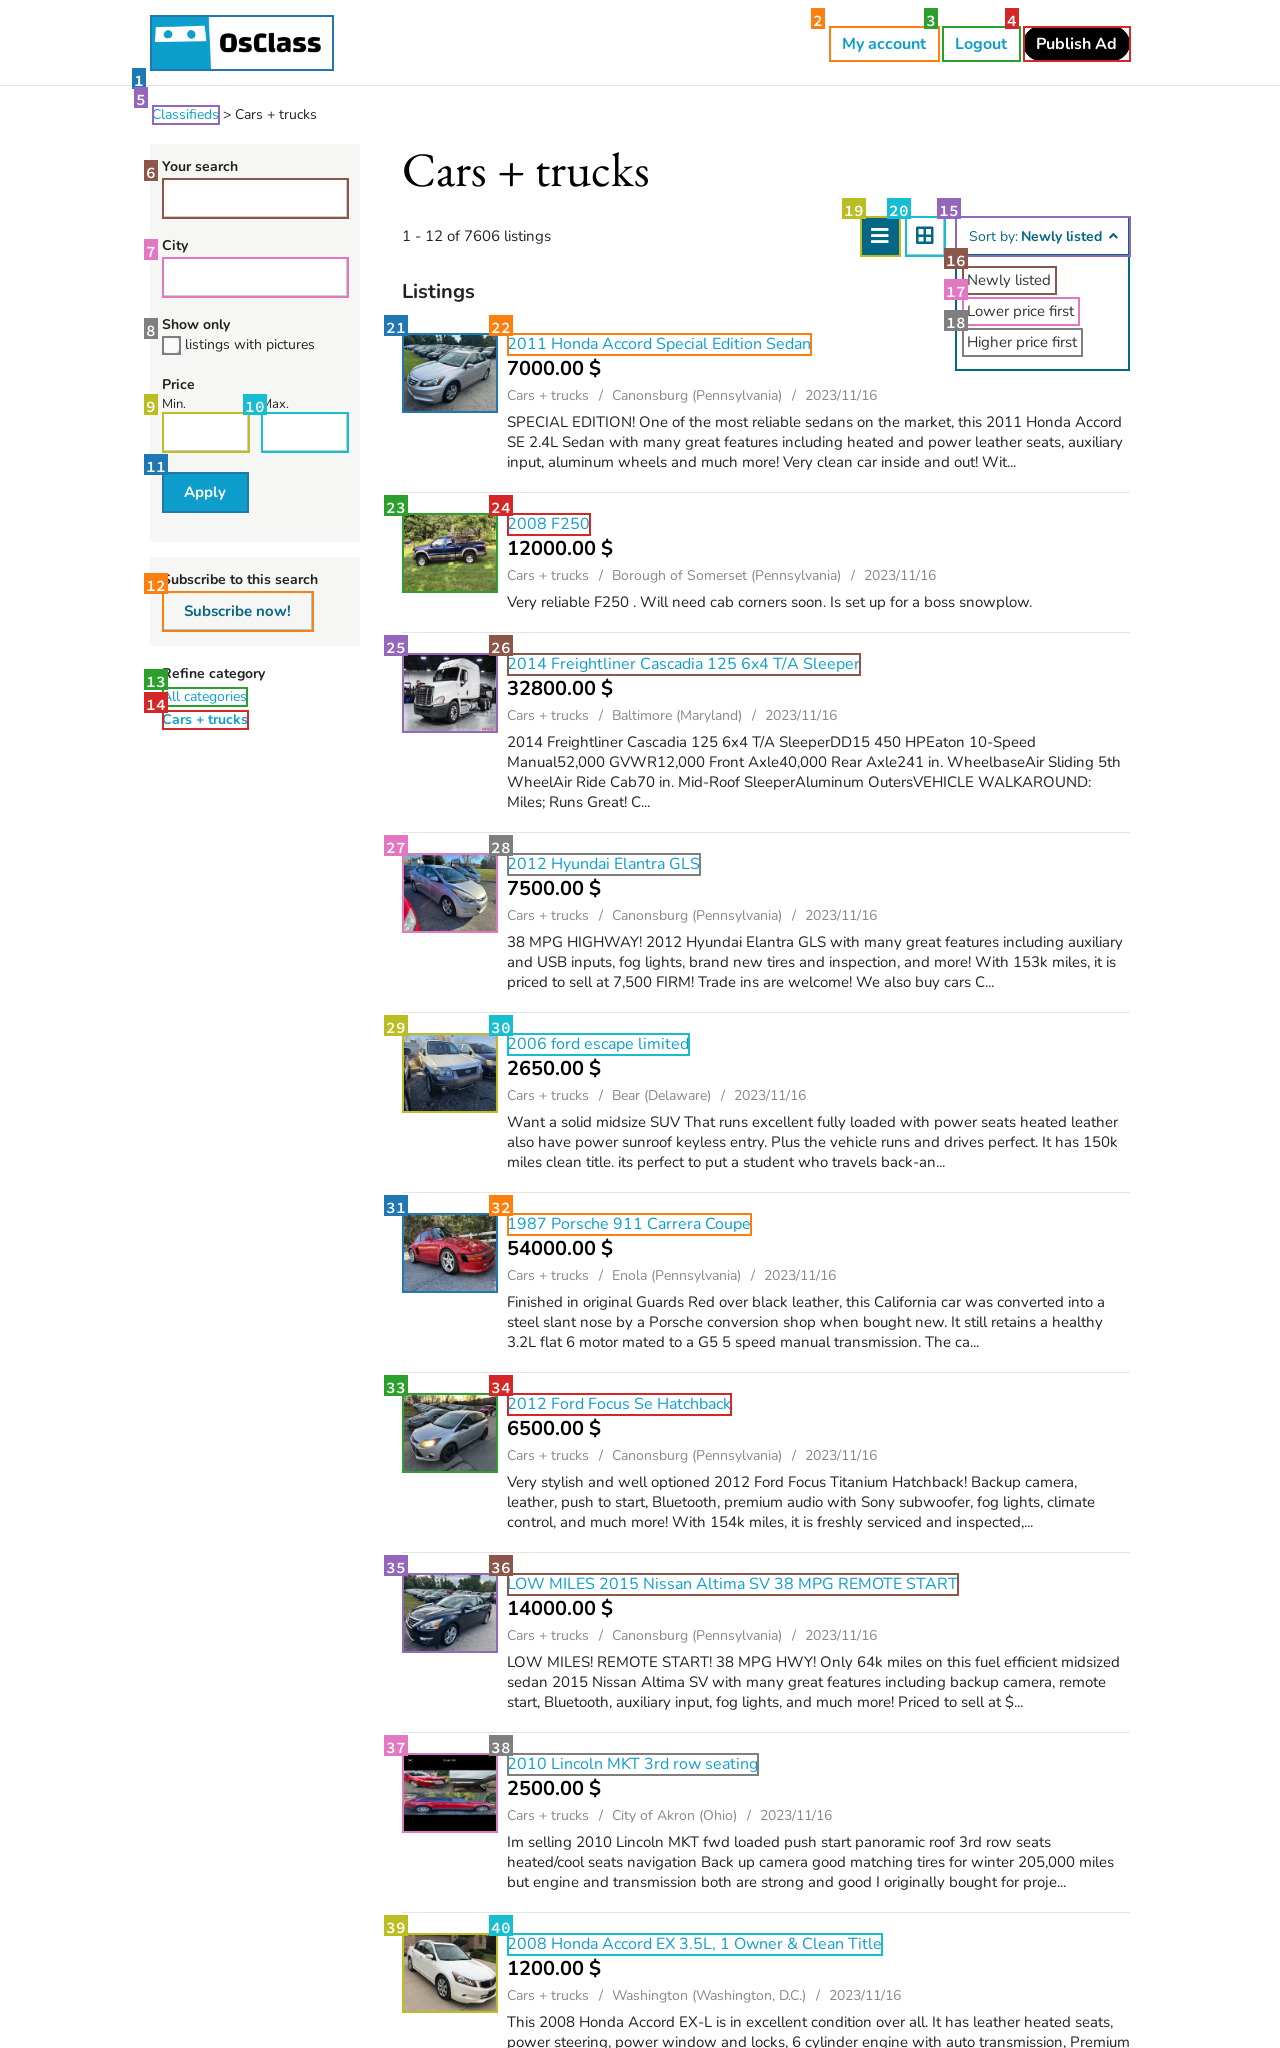 OsClass
2
My account
3
Logout
4
Publish Ad
1
5
Classifieds > Cars + trucks
6
Your search
7
City
8
Show only
listings with pictures
Price
9
Min.
10
Max.
11
Apply
12
Subscribe to this search
Subscribe now!
Refine category
13
All categories
14
Cars + trucks
Cars + trucks
1 - 12 of 7606 listings
19
20
15
Sort by: Newly listed
16
Newly listed
17
Lower price first
18
Higher price first
Listings
21
22
2011 Honda Accord Special Edition Sedan
7000.00 $
Cars + trucks / Canonsburg (Pennsylvania) / 2023/11/16
SPECIAL EDITION! One of the most reliable sedans on the market, this 2011 Honda Accord
SE 2.4L Sedan with many great features including heated and power leather seats, auxiliary
input, aluminum wheels and much more! Very clean car inside and out! Wit...
23
24
2008 F250
12000.00 $
Cars + trucks / Borough of Somerset (Pennsylvania) / 2023/11/16
Very reliable F250 . Will need cab corners soon. Is set up for a boss snowplow.
25
26
2014 Freightliner Cascadia 125 6x4 T/A Sleeper
32800.00 $
Cars + trucks / Baltimore (Maryland) / 2023/11/16
2014 Freightliner Cascadia 125 6x4 T/A SleeperDD15 450 HPEaton 10-Speed
Manual52,000 GVWR12,000 Front Axle40,000 Rear Axle241 in. WheelbaseAir Sliding 5th
WheelAir Ride Cab70 in. Mid-Roof SleeperAluminum OutersVEHICLE WALKAROUND:
Miles; Runs Great! C...
27
28
2012 Hyundai Elantra GLS
7500.00 $
Cars + trucks / Canonsburg (Pennsylvania) / 2023/11/16
38 MPG HIGHWAY! 2012 Hyundai Elantra GLS with many great features including auxiliary
and USB inputs, fog lights, brand new tires and inspection, and more! With 153k miles, it is
priced to sell at 7,500 FIRM! Trade ins are welcome! We also buy cars C...
29
30
2006 ford escape limited
2650.00 $
Cars + trucks / Bear (Delaware) / 2023/11/16
Want a solid midsize SUV That runs excellent fully loaded with power seats heated leather
also have power sunroof keyless entry. Plus the vehicle runs and drives perfect. It has 150k
miles clean title. its perfect to put a student who travels back-an...
31
32
1987 Porsche 911 Carrera Coupe
54000.00 $
Cars + trucks / Enola (Pennsylvania) / 2023/11/16
Finished in original Guards Red over black leather, this California car was converted into a
steel slant nose by a Porsche conversion shop when bought new. It still retains a healthy
3.2L flat 6 motor mated to a G5 5 speed manual transmission. The ca...
33
34
2012 Ford Focus Se Hatchback
6500.00 $
Cars + trucks / Canonsburg (Pennsylvania) / 2023/11/16
Very stylish and well optioned 2012 Ford Focus Titanium Hatchback! Backup camera,
leather, push to start, Bluetooth, premium audio with Sony subwoofer, fog lights, climate
control, and much more! With 154k miles, it is freshly serviced and inspected,...
35
36
LOW MILES 2015 Nissan Altima SV 38 MPG REMOTE START
14000.00 $
Cars + trucks / Canonsburg (Pennsylvania) / 2023/11/16
LOW MILES! REMOTE START! 38 MPG HWY! Only 64k miles on this fuel efficient midsized
sedan 2015 Nissan Altima SV with many great features including backup camera, remote
start, Bluetooth, auxiliary input, fog lights, and much more! Priced to sell at $...
37
38
2010 Lincoln MKT 3rd row seating
2500.00 $
Cars + trucks / City of Akron (Ohio) / 2023/11/16
Im selling 2010 Lincoln MKT fwd loaded push start panoramic roof 3rd row seats
heated/cool seats navigation Back up camera good matching tires for winter 205,000 miles
but engine and transmission both are strong and good I originally bought for proje...
39
40
2008 Honda Accord EX 3.5L, 1 Owner & Clean Title
1200.00 $
Cars + trucks / Washington (Washington, D.C.) / 2023/11/16
This 2008 Honda Accord EX-L is in excellent condition over all. It has leather heated seats,
power steering, power window and locks, 6 cylinder engine with auto transmission, Premium